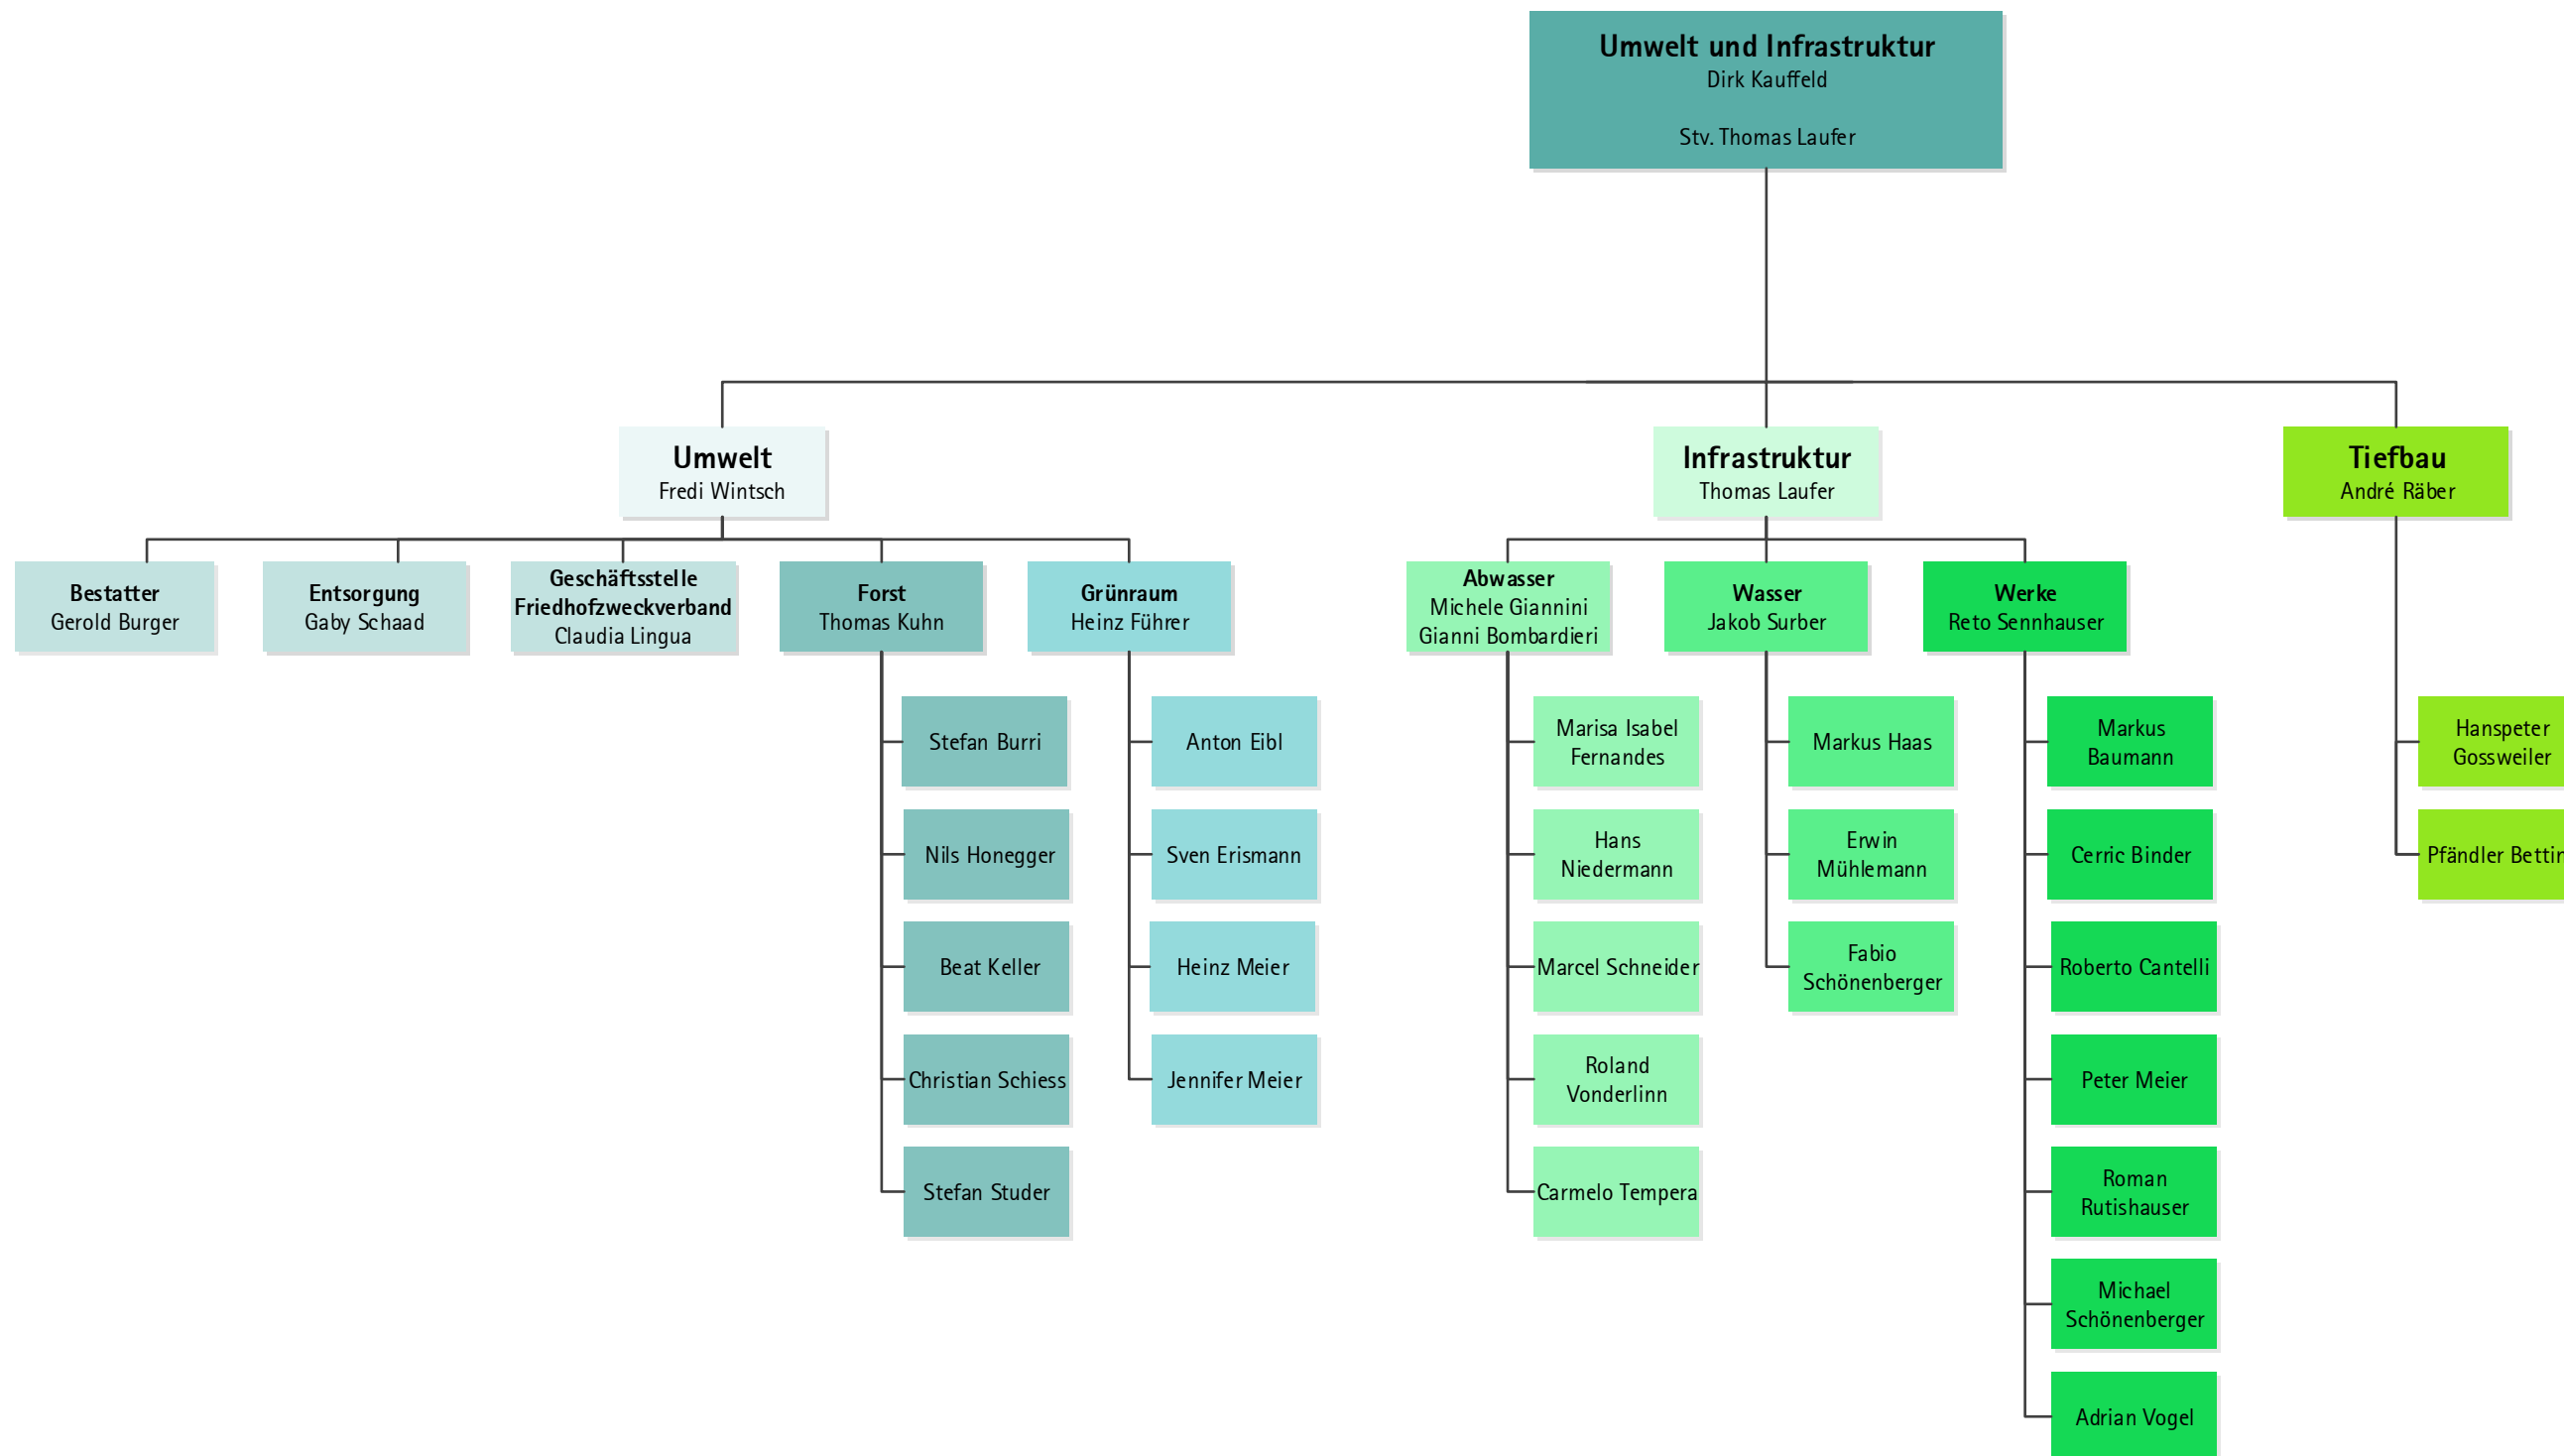 Umwelt und Infrastruktur
Dirk Kauffeld
Stv. Thomas Laufer
Umwelt
Fredi Wintsch
Infrastruktur
Thomas Laufer
Tiefbau
André Räber
Bestatter
Gerold Burger
Entsorgung
Gaby Schaad
Geschäftsstelle
Friedhofzweckverband
Claudia Lingua
Forst
Thomas Kuhn
Grünraum
Heinz Führer
Abwasser
Michele Giannini
Gianni Bombardieri
Wasser
Jakob Surber
Werke
Reto Sennhauser
Stefan Burri
Nils Honegger
Beat Keller
Christian Schiess
Stefan Studer
Anton Eibl
Sven Erismann
Heinz Meier
Jennifer Meier
Marisa Isabel
Fernandes
Hans
Niedermann
Marcel Schneider
Roland
Vonderlinn
Carmelo Tempera
Markus Haas
Erwin
Mühlemann
Fabio
Schönenberger
Markus
Baumann
Cerric Binder
Roberto Cantelli
Peter Meier
Roman
Rutishauser
Michael
Schönenberger
Adrian Vogel
Hanspeter
Gossweiler
Pfändler